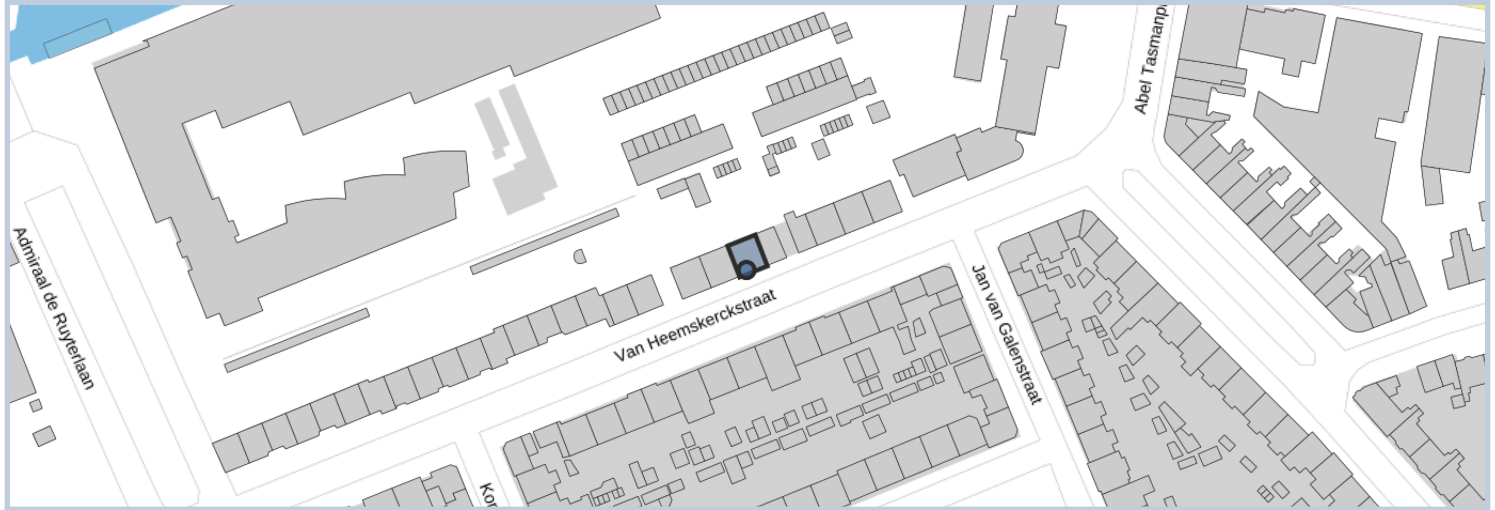 Abel Tasmanpl
Admiraal de Ruyterlaan
Van Heemskerckstraat
Jan van Galenstraat
Kor